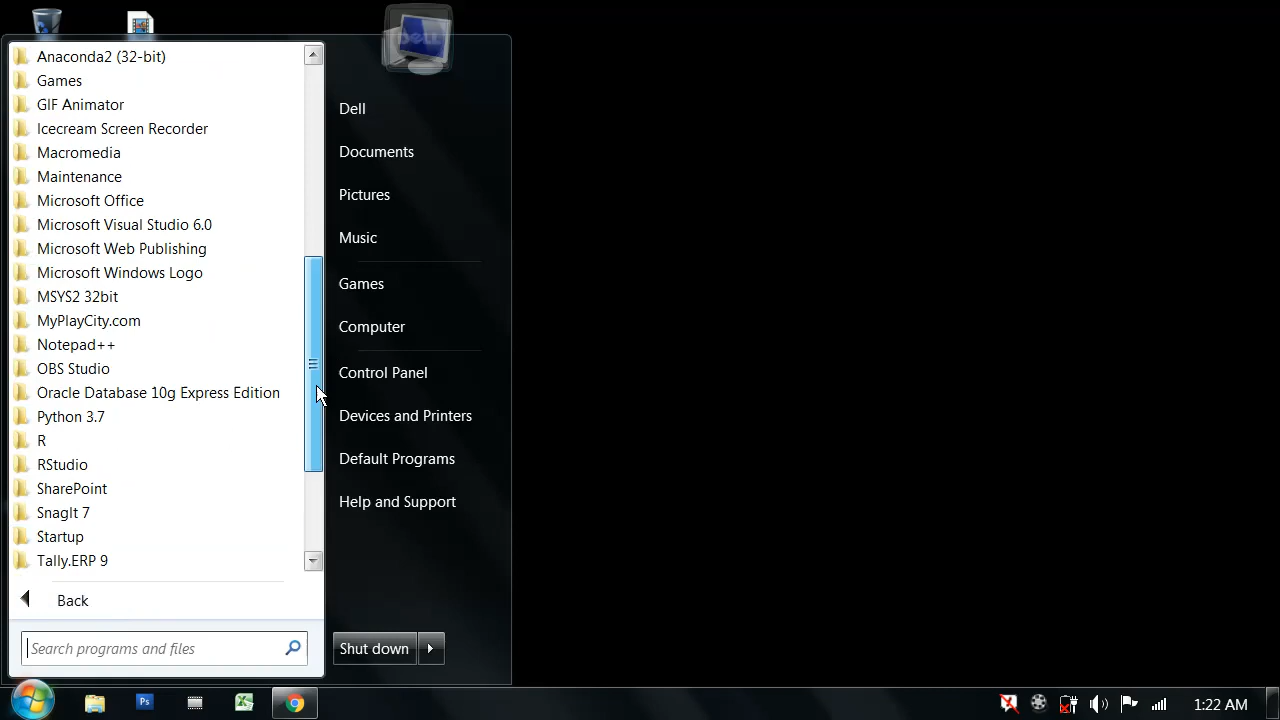 Anaconda2 (32-bit)
Games
GIF Animator
Icecream Screen Recorder
Macromedia
Maintenance
Microsoft Office
Microsoft Visual Studio 6.0
Microsoft Web Publishing
Microsoft Windows Logo
MSYS2 32bit
MyPlayCity.com
Notepad++
OBS Studio
Oracle Database 10g Express Edition
Python 3.7
R
RStudio
SharePoint
SnagIt 7
Startup
Tally.ERP 9
Back
Search programs and files
DELL
Dell
Documents
Pictures
Music
Games
Computer
Control Panel
Devices and Printers
Default Programs
Help and Support
Shut down
Ps
1:22 AM